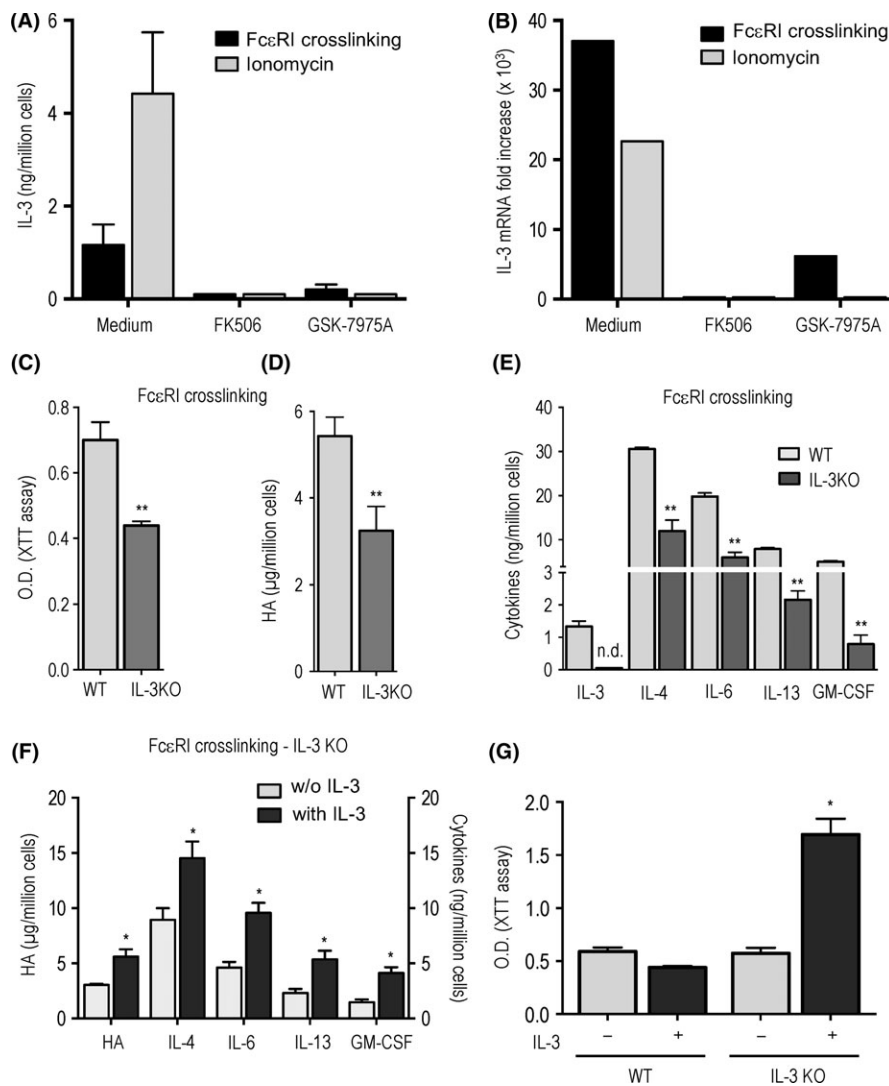 (A)
IL-3 (ng/million cells)
6
4
2
0
FcεRI crosslinking
Ionomycin
Medium FK506 GSK-7975A
(B)
IL-3 mRNA fold increase (x 10³)
40
30
20
10
0
FcεRI crosslinking
Ionomycin
Medium FK506 GSK-7975A
(C)
(D)
FcεRI crosslinking
O.D. (XTT assay)
0.8
0.6
0.4
0.2
0.0
**
WT IL-3KO
HA (µg/million cells)
6
4
2
0
**
WT IL-3KO
(E)
FcεRI crosslinking
Cytokines (ng/million cells)
60
50
40
30
20
10
3
2
1
0
WT
IL-3KO
n.d.
**
**
**
**
IL-3 IL-4 IL-6 IL-13 GM-CSF
(F)
FcεRI crosslinking - IL-3 KO
HA (µg/million cells)
20
15
10
5
0
w/o IL-3
with IL-3
*
*
*
*
*
20
15
10
5
0
Cytokines (ng/million cells)
HA IL-4 IL-6 IL-13 GM-CSF
(G)
O.D. (XTT assay)
2.0
1.5
1.0
0.5
0.0
*
IL-3 – + – +
WT IL-3 KO